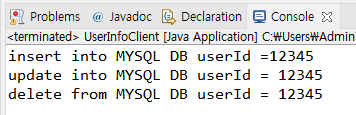 Problems @ Javadoc Declaration Console
<terminated> UserInfoClient [Java Application] C:₩Users₩Admin
insert into MYSQL DB userId =12345
update into MYSQL DB userId = 12345
delete from MYSQL DB userId = 12345